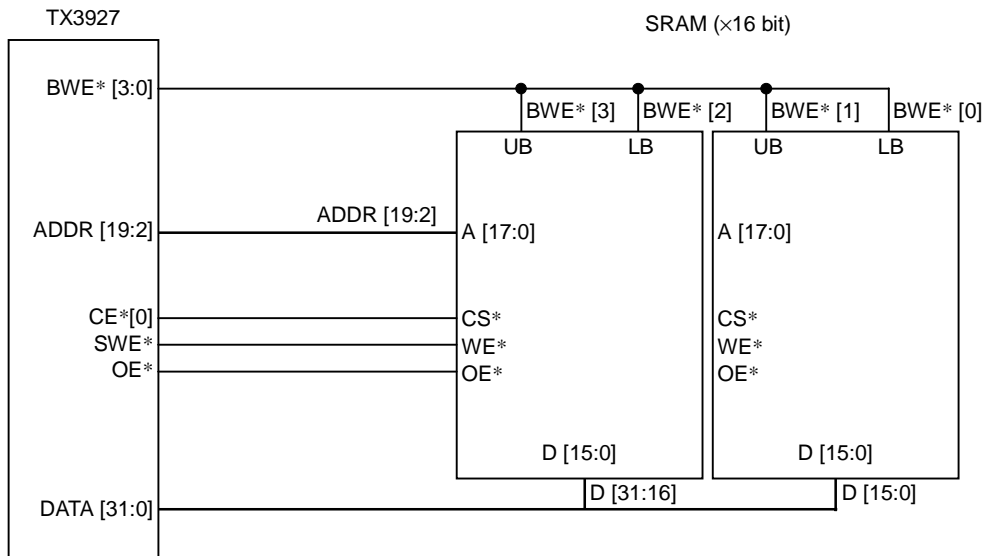 TX3927
SRAM (×16 bit)
BWE* [3:0]
BWE* [3]
BWE* [2]
BWE* [1]
BWE* [0]
UB
LB
UB
LB
ADDR [19:2]
ADDR [19:2]
A [17:0]
A [17:0]
CE*[0]
CS*
CS*
SWE*
WE*
WE*
OE*
OE*
OE*
D [15:0]
D [15:0]
D [31:16]
D [15:0]
DATA [31:0]